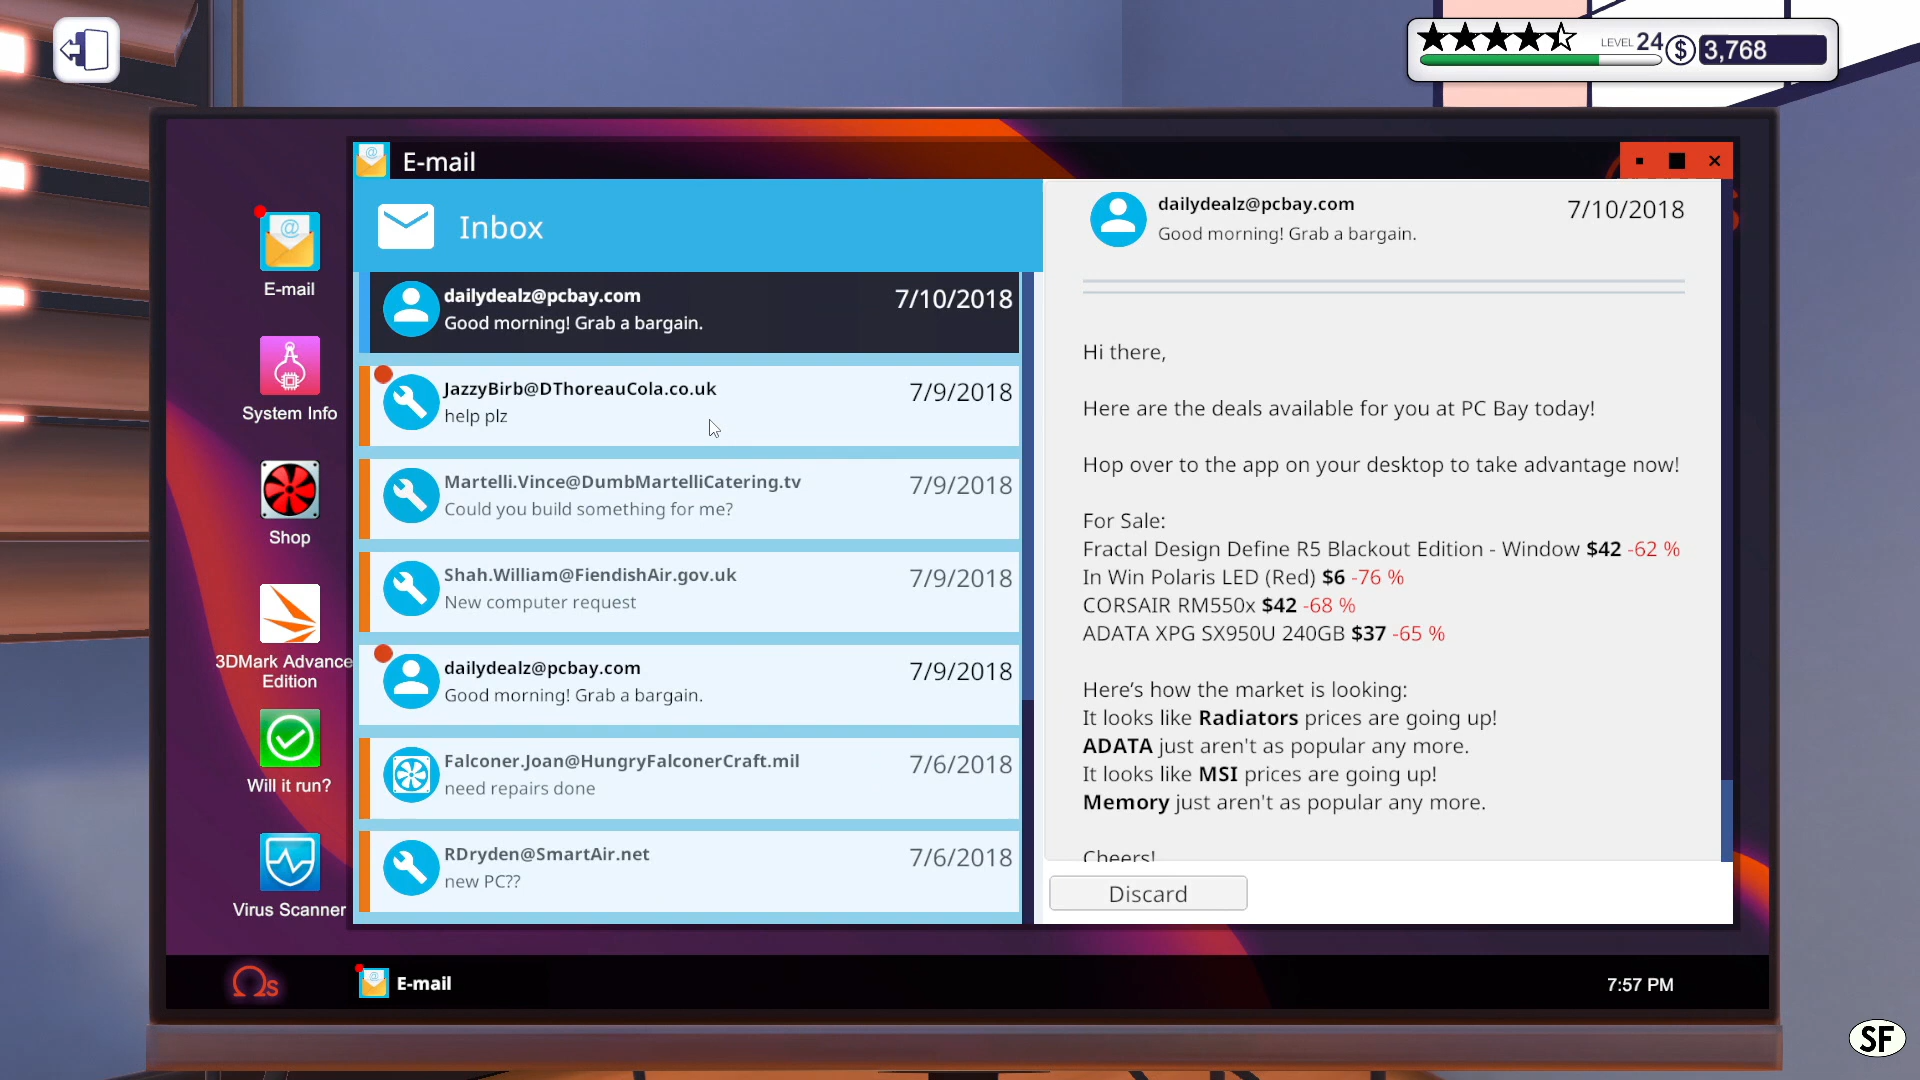 LEVEL 24
$ 3,768
E-mail
Inbox
dailydealz@pcbay.com
7/10/2018
Good morning! Grab a bargain.
JazzyBirb@DThoreauCola.co.uk
7/9/2018
help plz
Martelli.Vince@DumbMartelliCatering.tv
7/9/2018
Could you build something for me?
Shah.William@FiendishAir.gov.uk
7/9/2018
New computer request
dailydealz@pcbay.com
7/9/2018
Good morning! Grab a bargain.
Falconer.Joan@HungryFalconerCraft.mil
7/6/2018
need repairs done
RDryden@SmartAir.net
7/6/2018
new PC??
dailydealz@pcbay.com
7/10/2018
Good morning! Grab a bargain.
Hi there,
Here are the deals available for you at PC Bay today!
Hop over to the app on your desktop to take advantage now!
For Sale:
Fractal Design Define R5 Blackout Edition - Window $42 -62 %
In Win Polaris LED (Red) $6 -76 %
CORSAIR RM550x $42 -68 %
ADATA XPG SX950U 240GB $37 -65 %
Here's how the market is looking:
It looks like Radiators prices are going up!
ADATA just aren't as popular any more.
It looks like MSI prices are going up!
Memory just aren't as popular any more.
Cheers!
Discard
E-mail
System Info
Shop
3DMark Advance
Edition
Will it run?
Virus Scanner
Ωs
E-mail
7:57 PM
SF